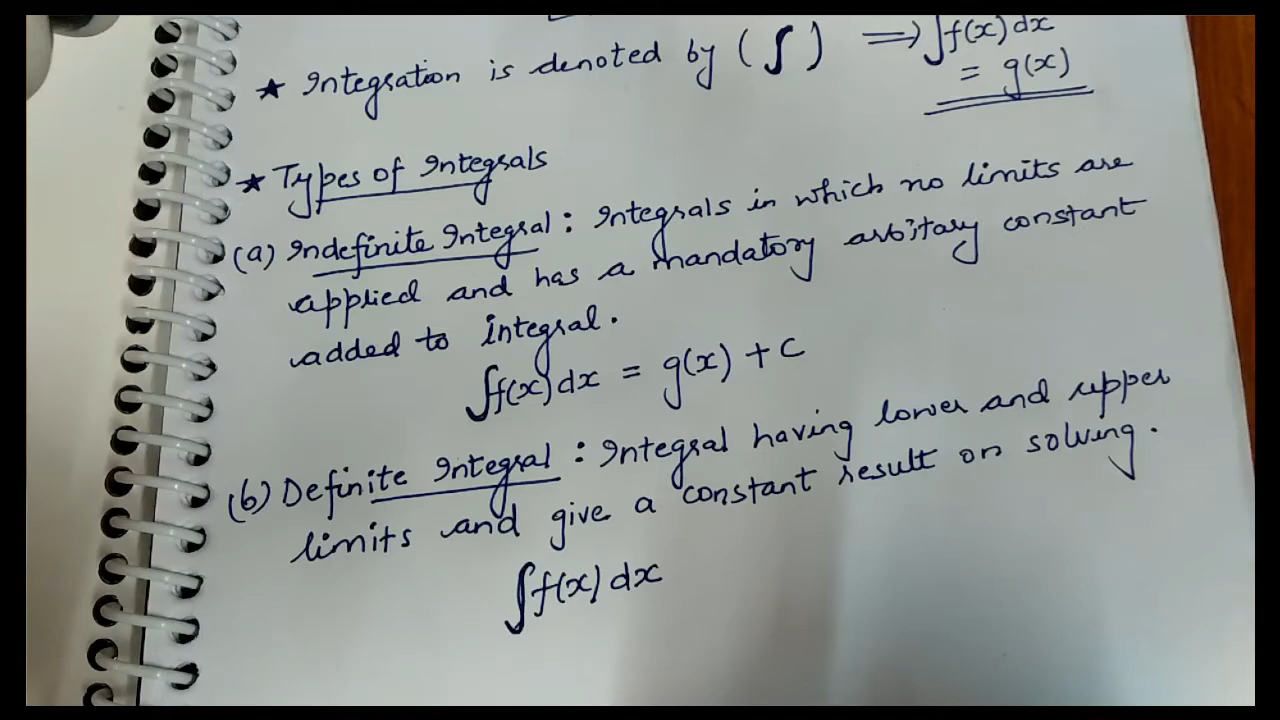 ★ Integration is denoted by (∫) ⟹ ∫f(x) dx
= g(x)
★ Types of Integrals
(a) Indefinite Integral : Integrals in which no limits are
applied and has a mandatory arbitary constant
added to integral.
∫f(x) dx = g(x) + c
(b) Definite Integral : Integral having lower and upper
limits and give a constant result on solving.
∫f(x) dx